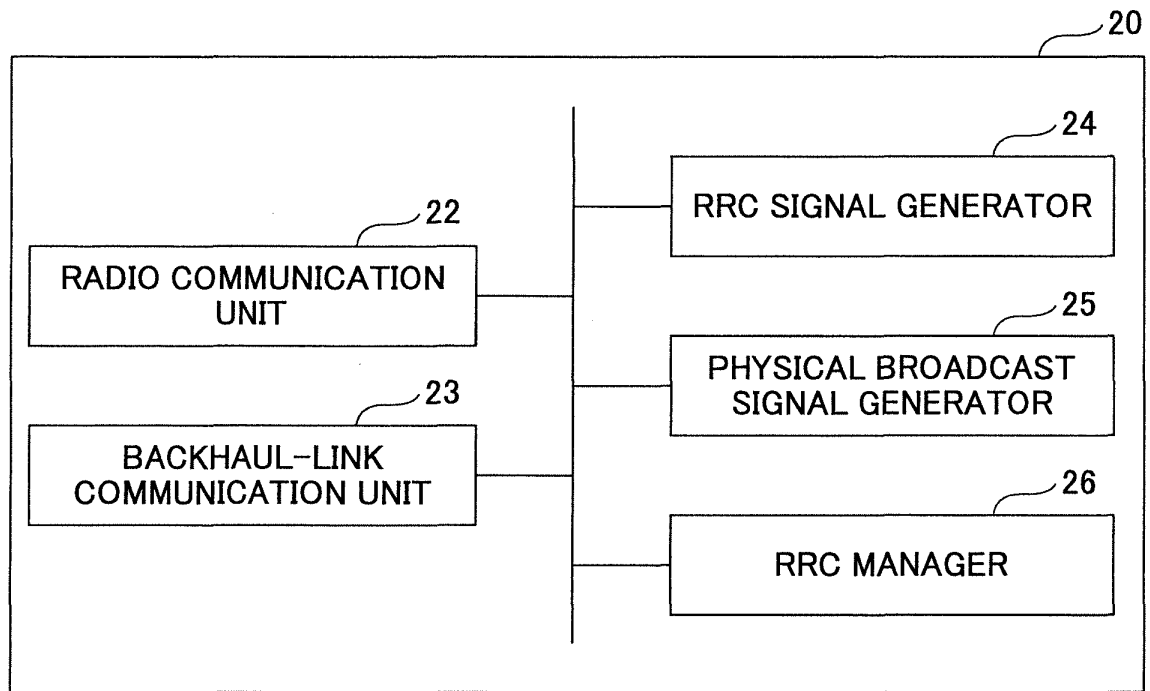 20
24
RRC SIGNAL GENERATOR
22
RADIO COMMUNICATION
UNIT
25
PHYSICAL BROADCAST
SIGNAL GENERATOR
23
BACKHAUL-LINK
COMMUNICATION UNIT
26
RRC MANAGER